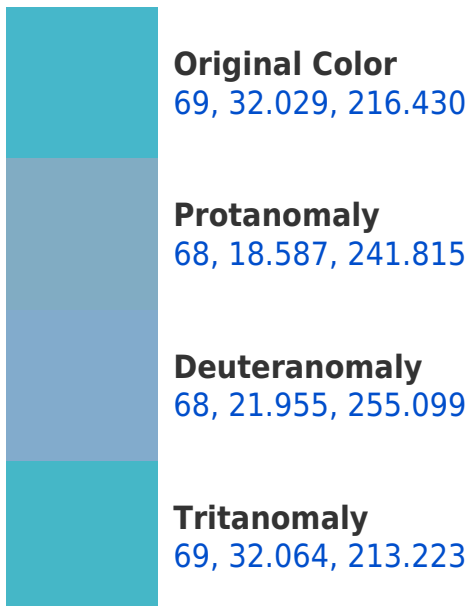 Original Color
69, 32.029, 216.430
Protanomaly
68, 18.587, 241.815
Deuteranomaly
68, 21.955, 255.099
Tritanomaly
69, 32.064, 213.223